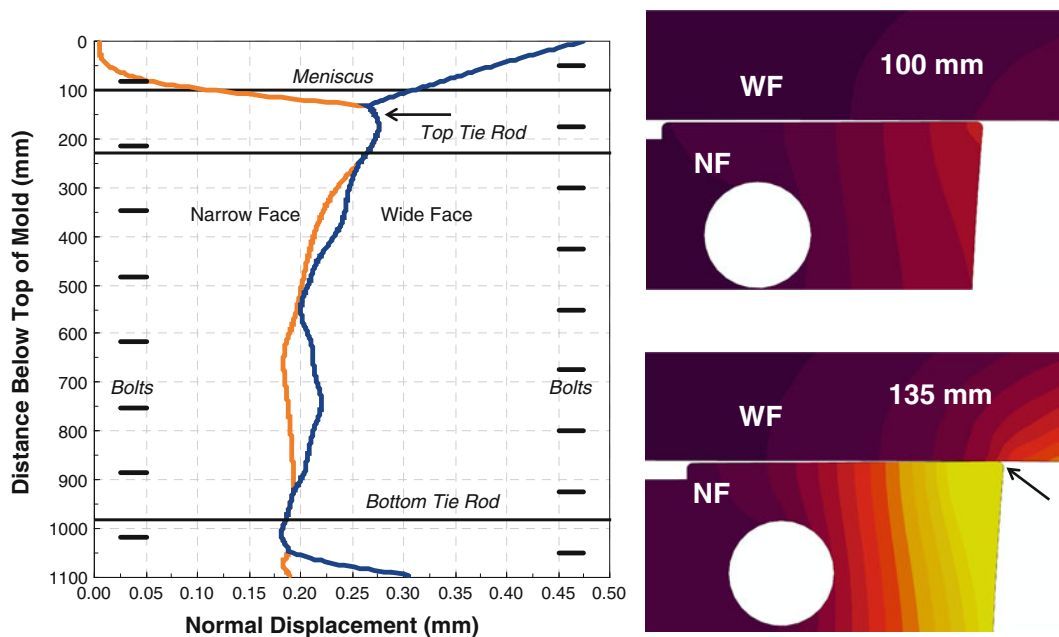 0
100
200
300
400
500
600
700
800
900
1000
1100
Distance Below Top of Mold (mm)
Meniscus
Top Tie Rod
Narrow Face
Wide Face
Bolts
Bolts
Bottom Tie Rod
0.00 0.05 0.10 0.15 0.20 0.25 0.30 0.35 0.40 0.45 0.50
Normal Displacement (mm)
WF
100 mm
NF
WF
135 mm
NF